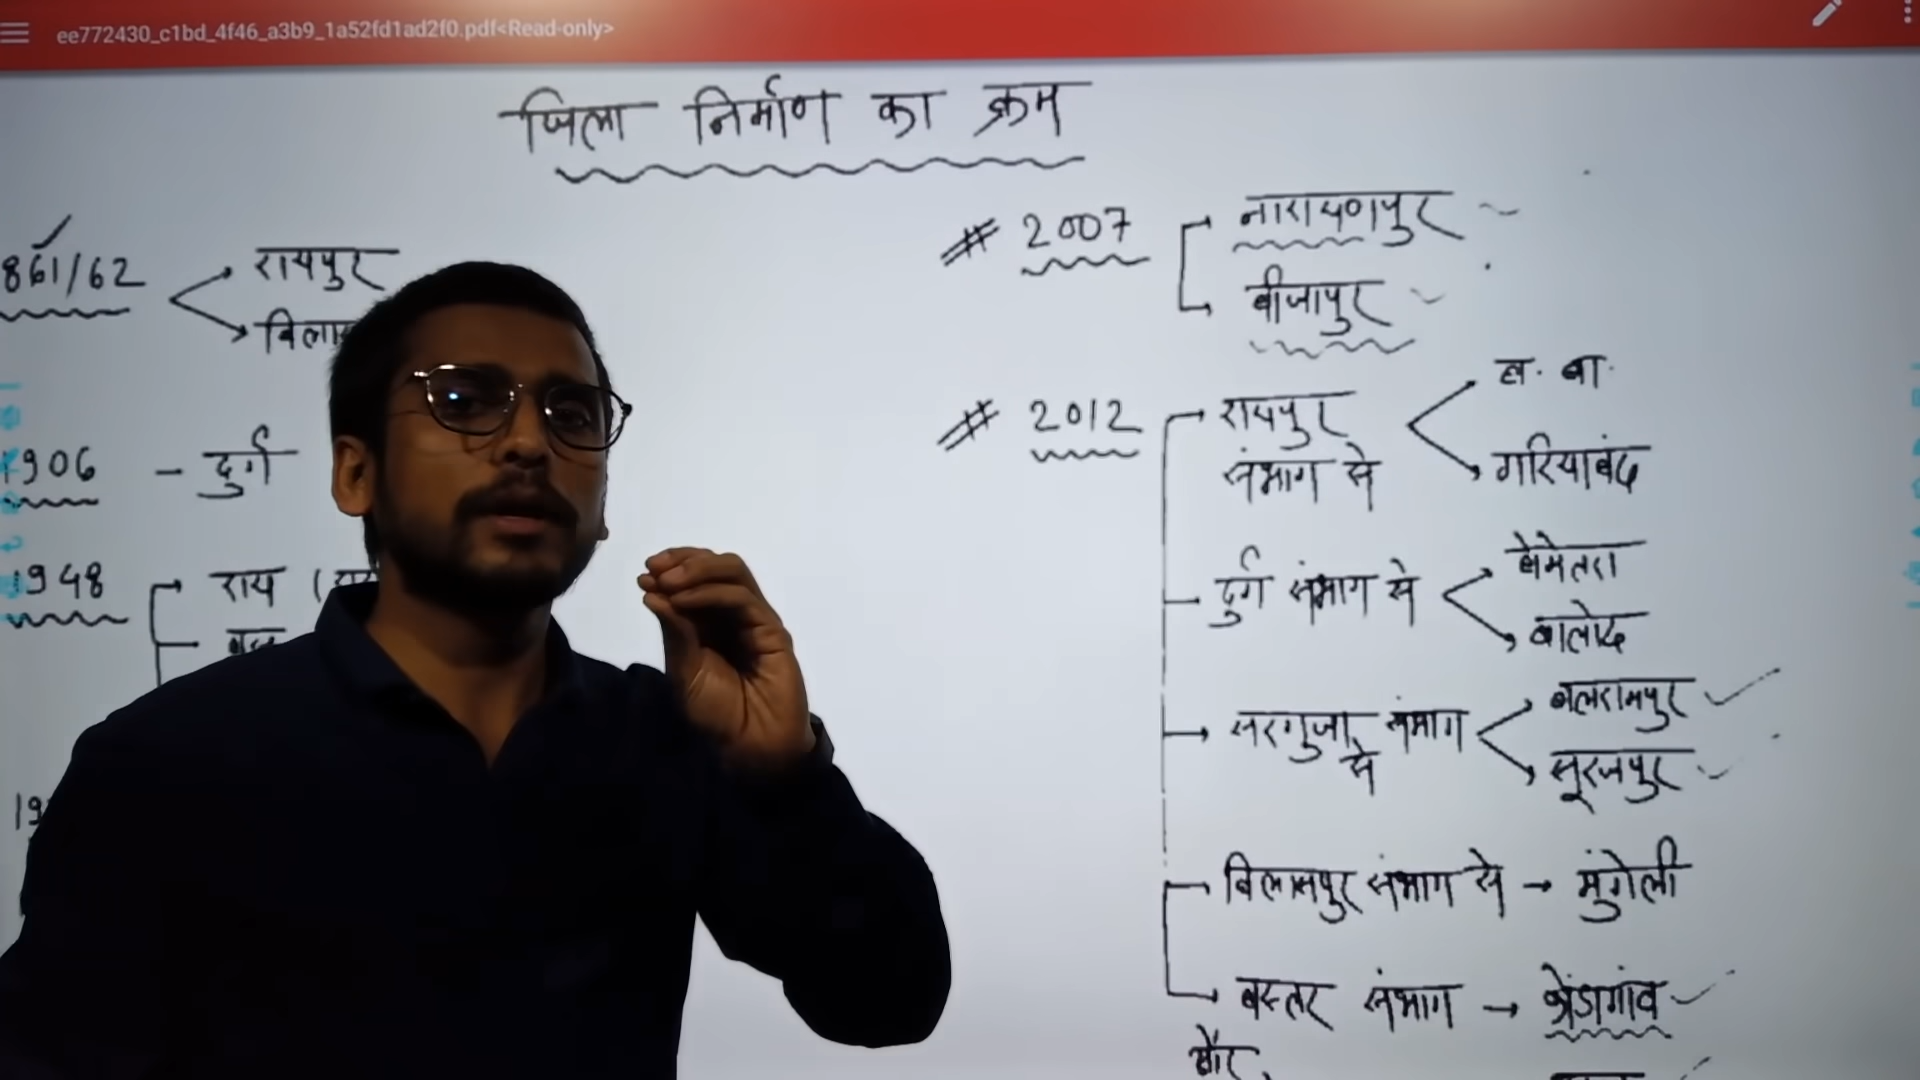 ee772430_c1bd_4f46_a3b9_1a52fd1ad2f0.pdf<Read-only>
जिला निर्माण का क्रम
861/62
रायपुर
बिलास
1906 - दुर्ग
1948
राय
19
# 2007
नारायणपुर
बीजापुर
# 2012
रायपुर संभाग से
ब. बा.
गरियाबंद
दुर्ग संभाग से
बेमेतरा
बालोद
सरगुजा संभाग से
बलरामपुर
सूरजपुर
बिलासपुर संभाग से → मुंगेली
बस्तर संभाग →
और